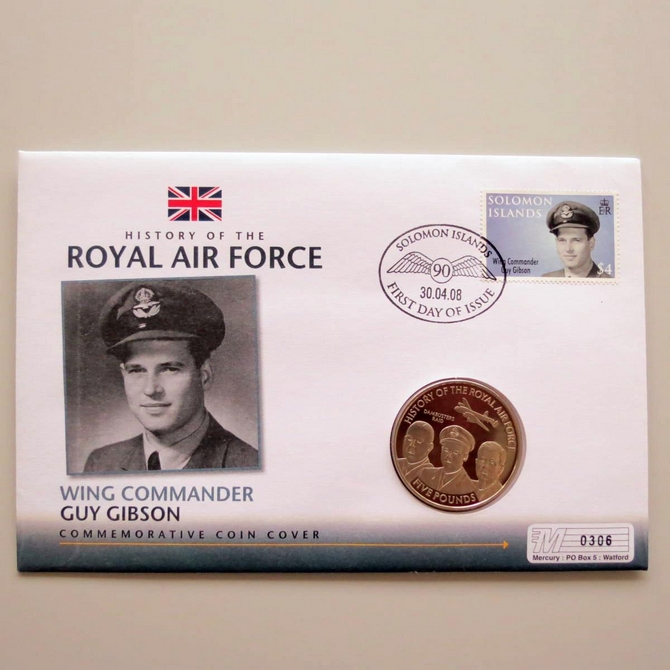 HISTORY OF THE
ROYAL AIR FORCE
WING COMMANDER
GUY GIBSON
COMMEMORATIVE COIN COVER
SOLOMON ISLANDS
90
30.04.08
FIRST DAY OF ISSUE
SOLOMON
ISLANDS
E R
Wing Commander
Guy Gibson
$4
HISTORY OF THE ROYAL AIR FORCE
DAMBUSTERS
RAID
FIVE POUNDS
M 0306
Mercury : PO Box 5 : Watford